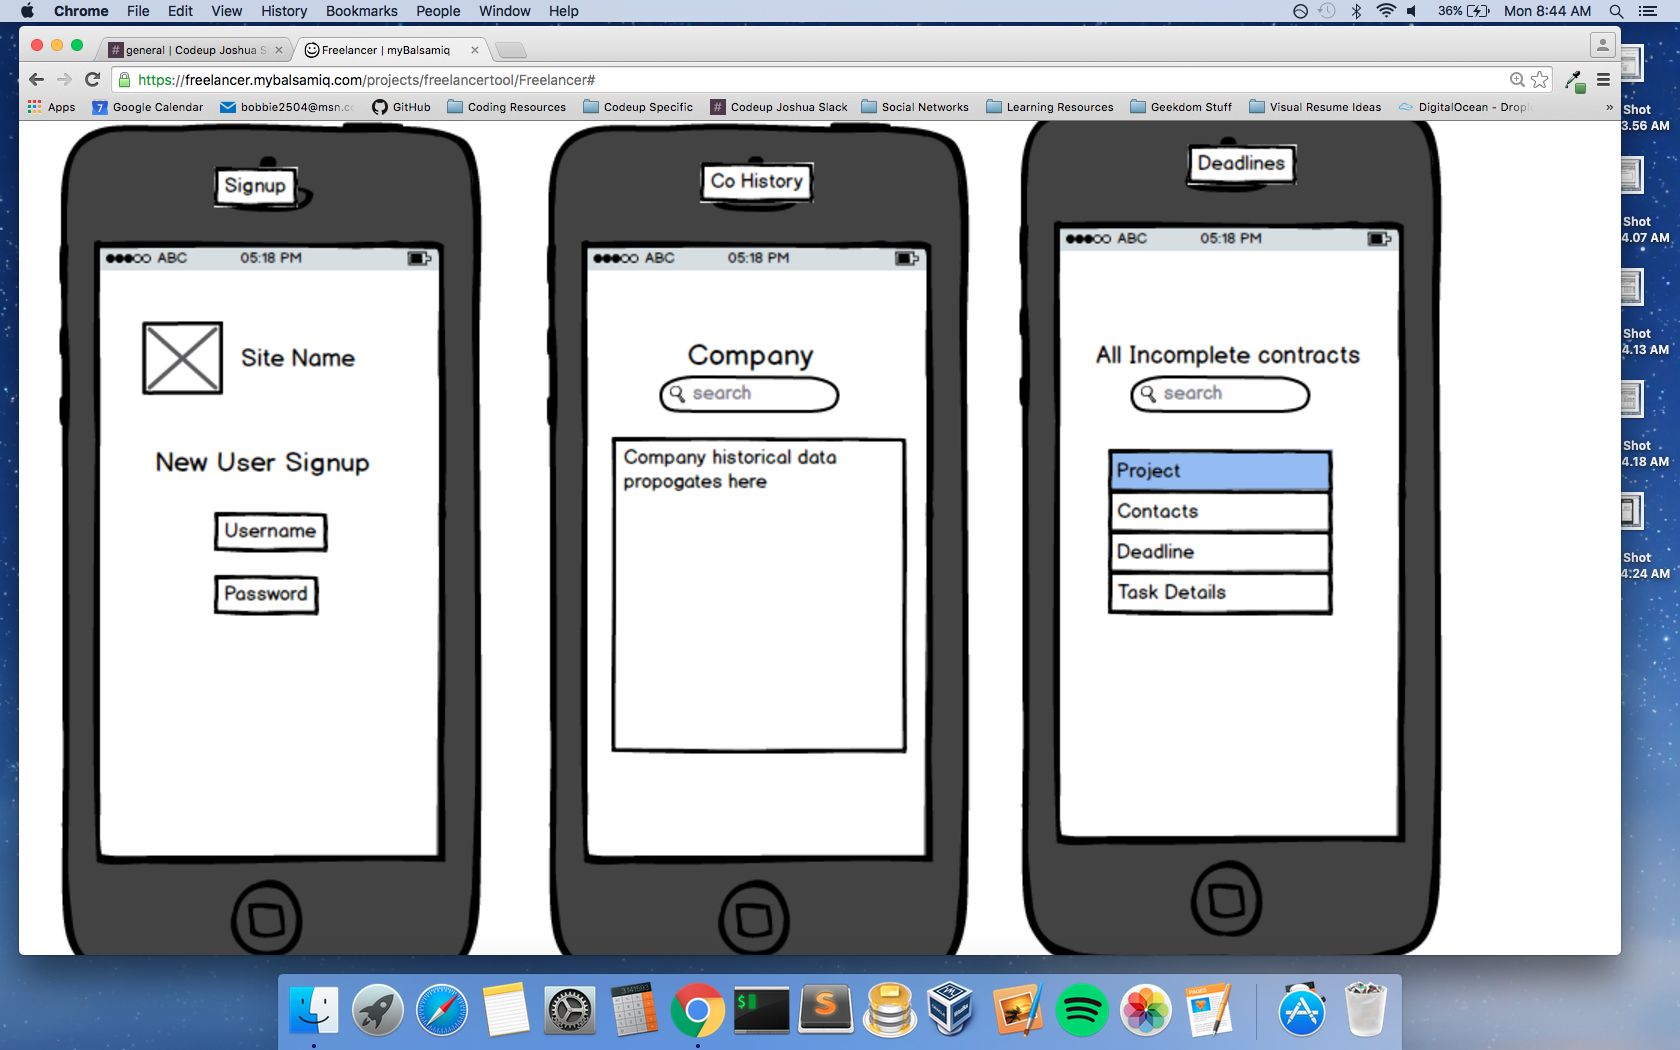 Chrome File Edit View History Bookmarks People Window Help 36% Mon 8:44 AM
general | Codeup Joshua S Freelancer | myBalsamiq
https://freelancer.mybalsamiq.com/projects/freelancertool/Freelancer#
Apps 7 Google Calendar bobbie2504@msn.c GitHub Coding Resources Codeup Specific # Codeup Joshua Slack Social Networks Learning Resources Geekdom Stuff Visual Resume Ideas DigitalOcean - Dropl »
Signup
ABC 05:18 PM
Site Name
New User Signup
Username
Password
Co History
ABC 05:18 PM
Company
search
Company historical data
propogates here
Deadlines
ABC 05:18 PM
All Incomplete contracts
search
Project
Contacts
Deadline
Task Details
Shot
3.56 AM
Shot
4.07 AM
Shot
4.13 AM
Shot
4.18 AM
Shot
4.24 AM
PAGES